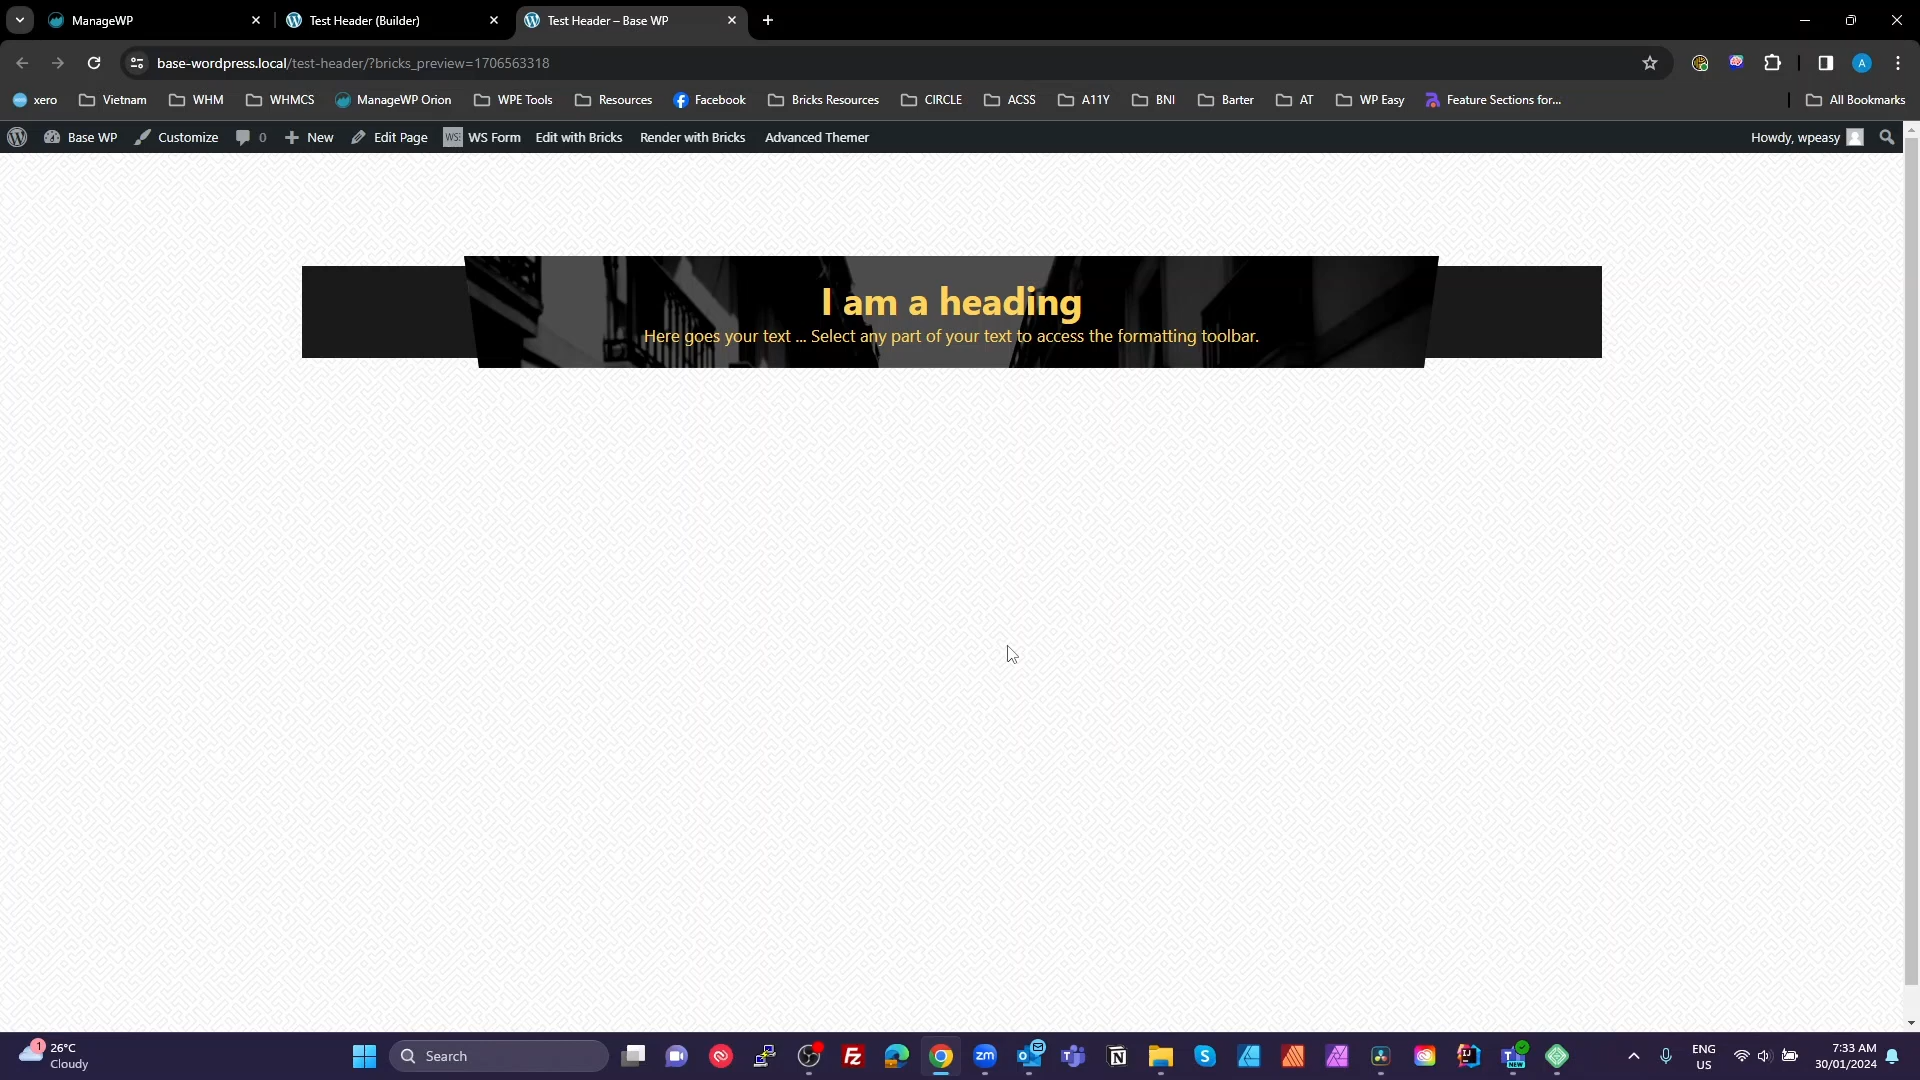 ManageWP
Test Header (Builder)
Test Header – Base WP
base-wordpress.local/test-header/?bricks_preview=1706563318
A
xero
Vietnam
WHM
WHMCS
ManageWP Orion
WPE Tools
Resources
Facebook
Bricks Resources
CIRCLE
ACSS
A11Y
BNI
Barter
AT
WP Easy
Feature Sections for...
All Bookmarks
Base WP
Customize
0
New
Edit Page
WS Form
Edit with Bricks
Render with Bricks
Advanced Themer
Howdy, wpeasy
I am a heading
Here goes your text ... Select any part of your text to access the formatting toolbar.
1
26°C
Cloudy
Search
zm
ENG
US
7:33 AM
30/01/2024